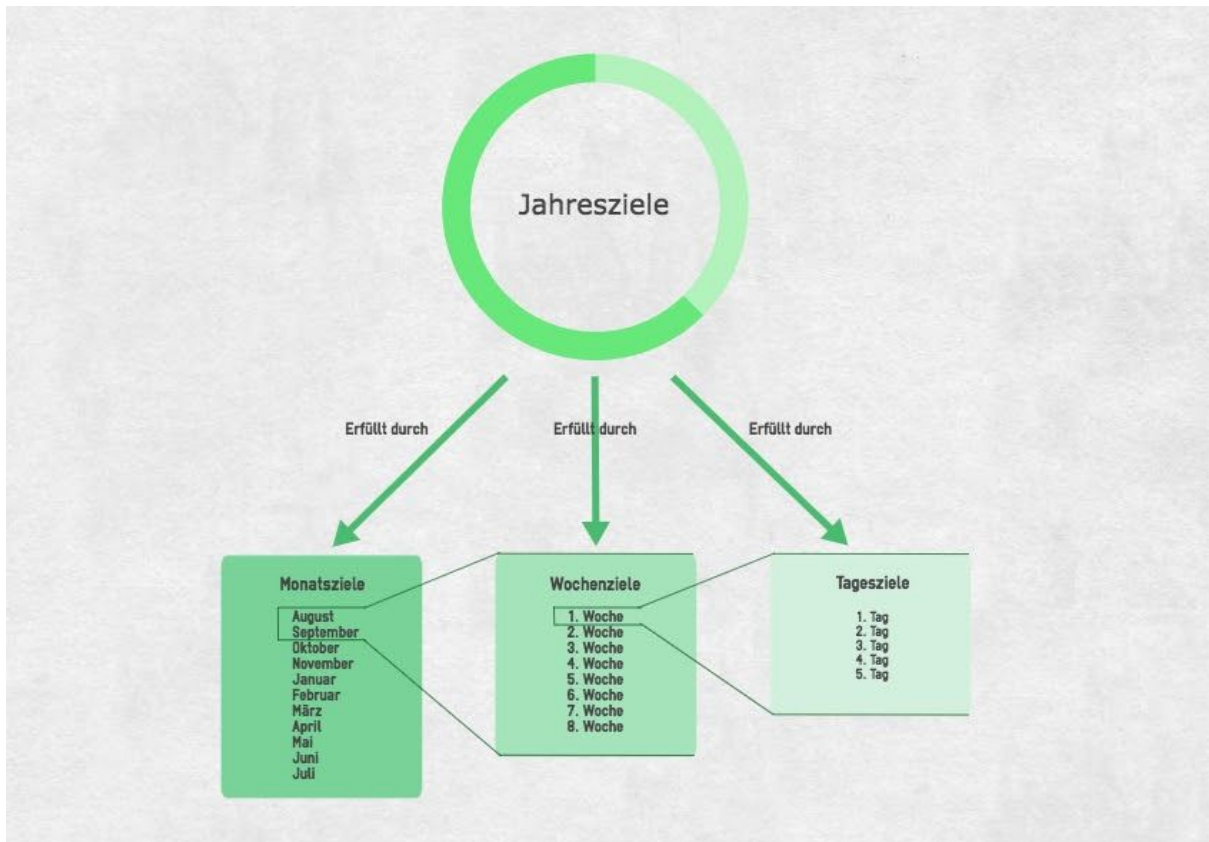 Jahresziele
Erfüllt durch
Erfüllt durch
Erfüllt durch
Monatsziele
August
September
Oktober
November
Januar
Februar
März
April
Mai
Juni
Juli
Wochenziele
1. Woche
2. Woche
3. Woche
4. Woche
5. Woche
6. Woche
7. Woche
8. Woche
Tagesziele
1. Tag
2. Tag
3. Tag
4. Tag
5. Tag